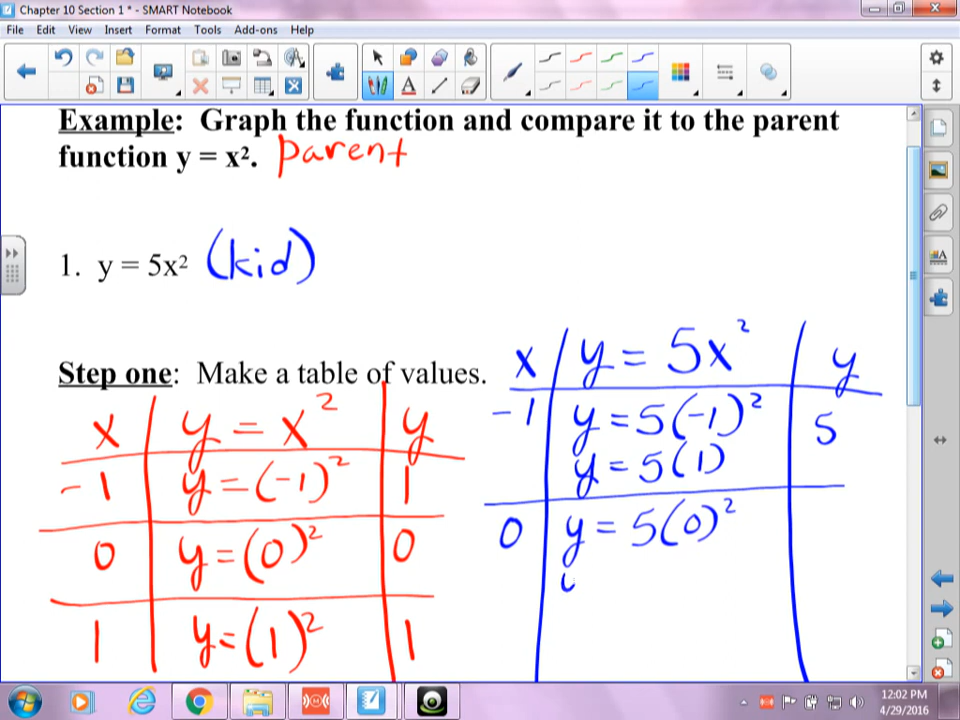 Chapter 10 Section 1 * - SMART Notebook
File Edit View Insert Format Tools Add-ons Help
Example: Graph the function and compare it to the parent
function y = x². parent
1. y = 5x² (kid)
Step one: Make a table of values.
x y = x² y
-1 y = (-1)² 1
0 y = (0)² 0
1 y = (1)² 1
x y = 5x² y
-1 y = 5(-1)² 5
y = 5(1)
0 y = 5(0)²
12:02 PM
4/29/2016